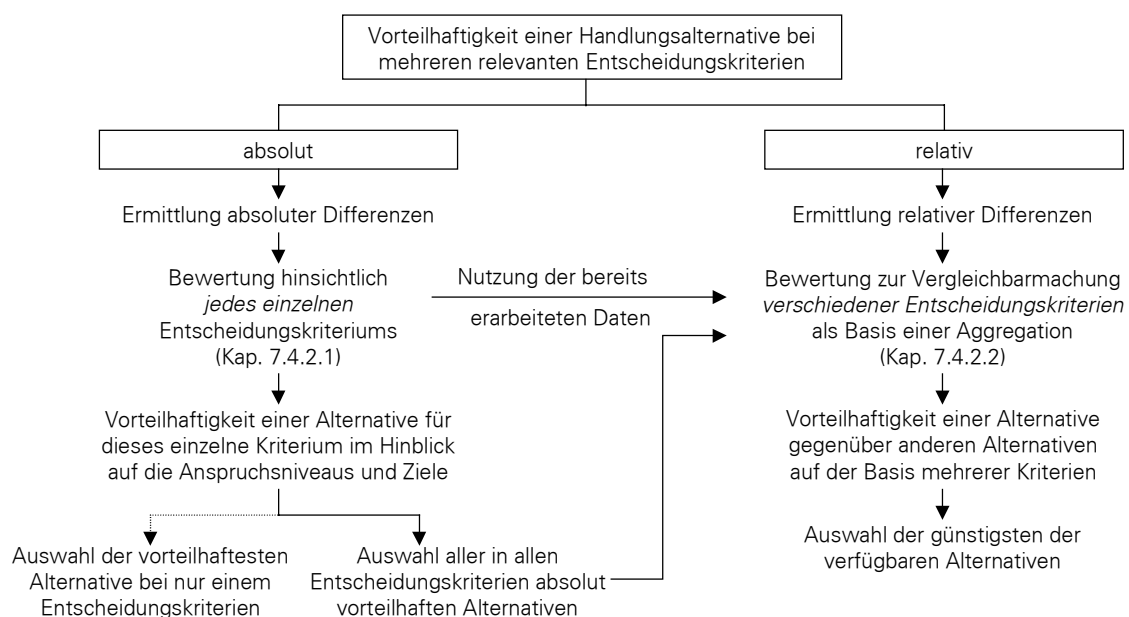 Vorteilhaftigkeit einer Handlungsalternative bei
mehreren relevanten Entscheidungskriterien
absolut
Ermittlung absoluter Differenzen
Bewertung hinsichtlich
jedes einzelnen
Entscheidungskriteriums
(Kap. 7.4.2.1)
Vorteilhaftigkeit einer Alternative für
dieses einzelne Kriterium im Hinblick
auf die Anspruchsniveaus und Ziele
Auswahl der vorteilhaftesten
Alternative bei nur einem
Entscheidungskriterien
Auswahl aller in allen
Entscheidungskriterien absolut
vorteilhaften Alternativen
Nutzung der bereits
erarbeiteten Daten
relativ
Ermittlung relativer Differenzen
Bewertung zur Vergleichbarmachung
verschiedener Entscheidungskriterien
als Basis einer Aggregation
(Kap. 7.4.2.2)
Vorteilhaftigkeit einer Alternative
gegenüber anderen Alternativen
auf der Basis mehrerer Kriterien
Auswahl der günstigsten der
verfügbaren Alternativen